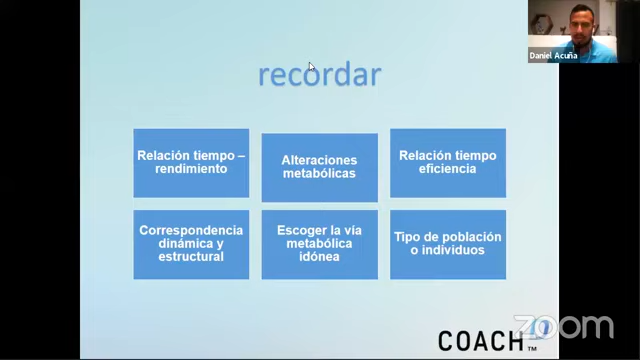 Daniel Acuña
recordar
Relación tiempo –
rendimiento
Alteraciones
metabólicas
Relación tiempo
eficiencia
Correspondencia
dinámica y
estructural
Escoger la vía
metabólica
idónea
Tipo de población
o individuos
zoom
COACH
TM